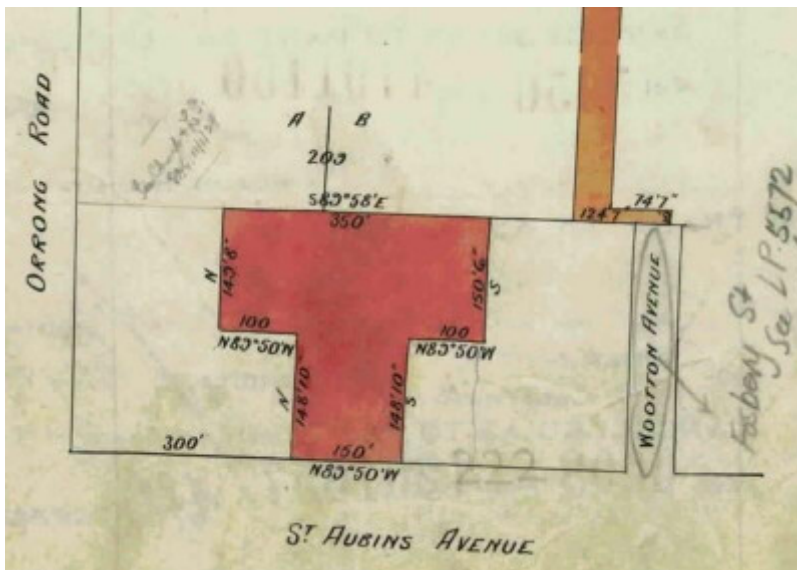 ORRONG ROAD
A B
203
S83°58'E
350'
149'8"
N
150'6"
S
100
N83°50'W
100
N83°50'W
N
148'10"
148'10"
S
300'
150'
N83°50'W
222
124'7"
74'7"
WOOTTON AVENUE
Fosbery St
See LP.5572
ST AUBINS AVENUE